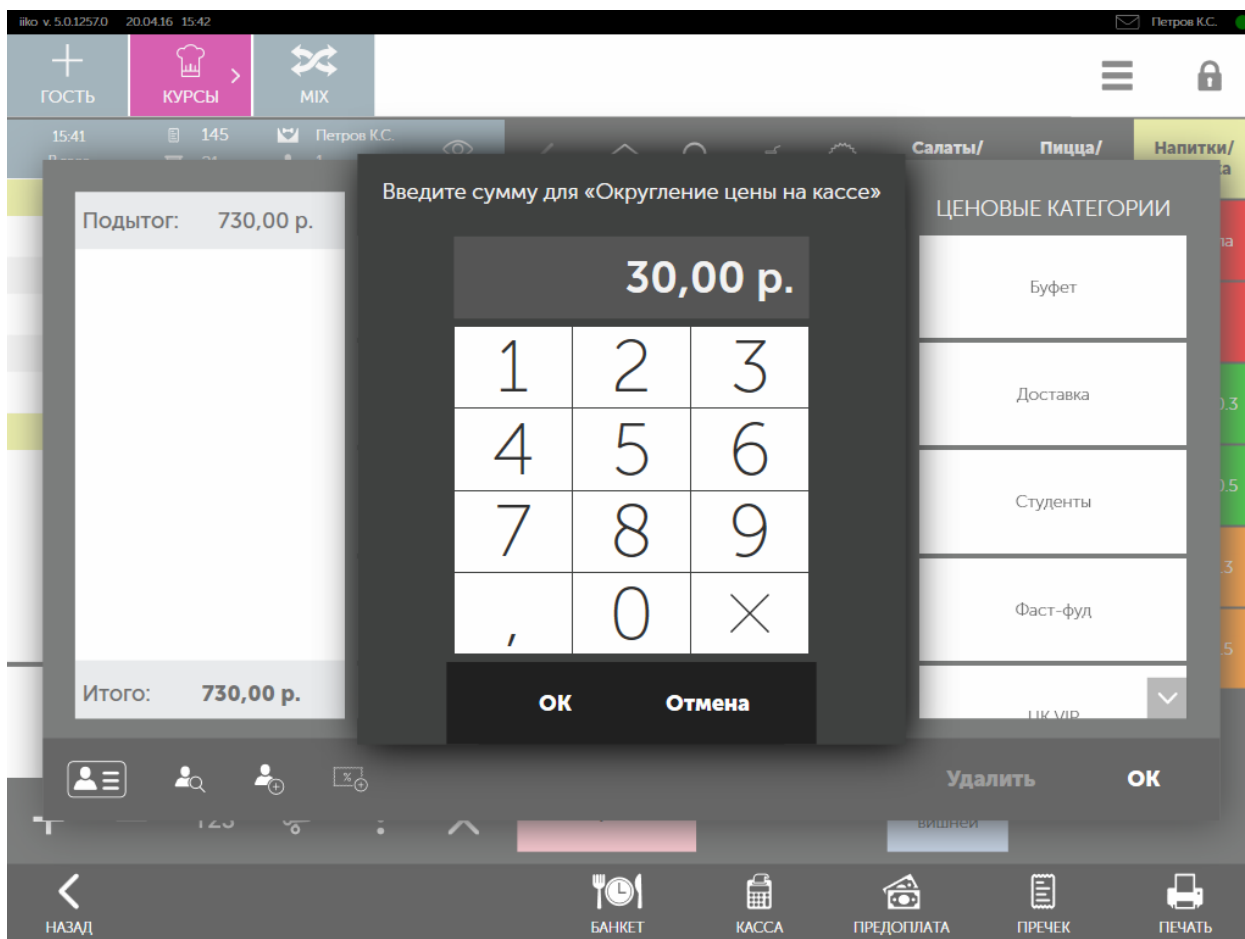 iiko v. 5.0.1257.0 20.04.16 15:42 Петров К.С.
ГОСТЬ КУРСЫ MIX
15:41 145 Петров К.С.
Салаты/ Пицца/ Напитки/
Введите сумму для «Округление цены на кассе»
Подытог: 730,00 р.
ЦЕНОВЫЕ КАТЕГОРИИ
30,00 р.
Буфет
1 2 3
Доставка
4 5 6
Студенты
7 8 9
Фаст-фуд
, 0
Итого: 730,00 р.
ОК Отмена
ЦК VIP
Удалить ОК
123
вишней
НАЗАД БАНКЕТ КАССА ПРЕДОПЛАТА ПРЕЧЕК ПЕЧАТЬ